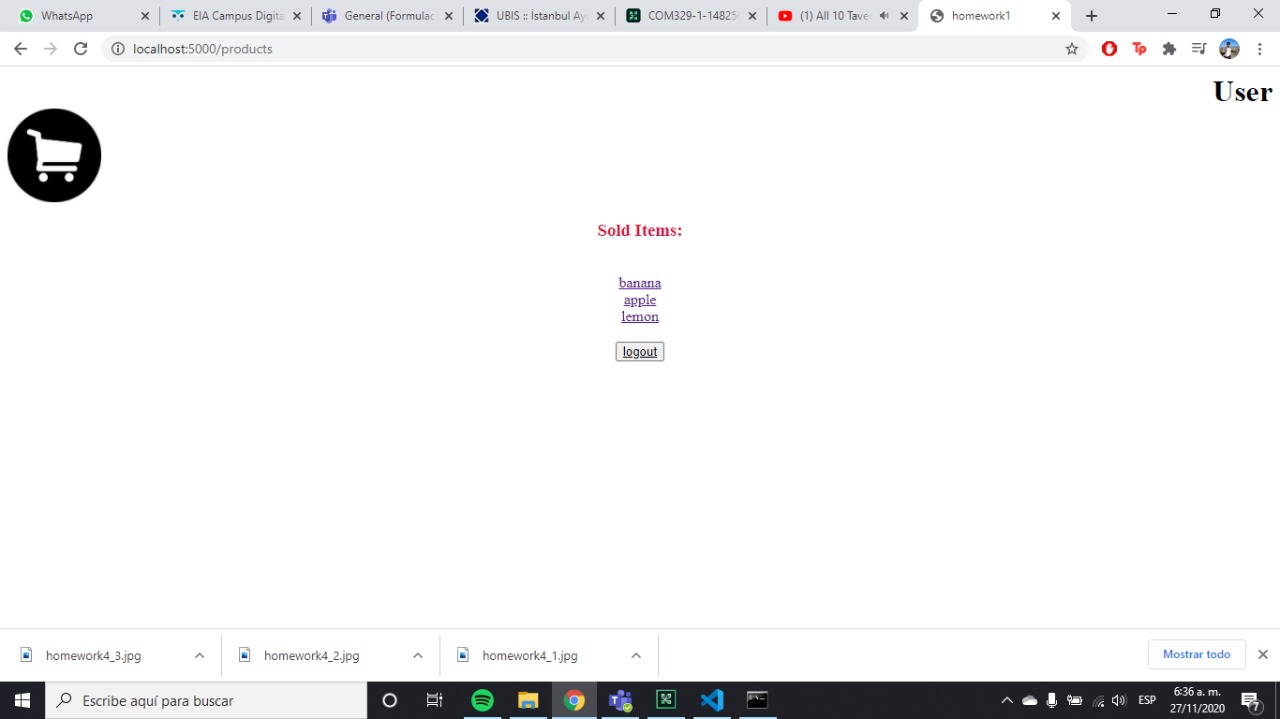 WhatsApp
EIA Campus Digita
General (Formulac
UBIS :: İstanbul Ay
COM329-1-14825
(1) All 10 Tave
homework1
localhost:5000/products
Tp
User
Sold Items:
banana
apple
lemon
logout
homework4_3.jpg
homework4_2.jpg
homework4_1.jpg
Mostrar todo
Escribe aquí para buscar
ESP
6:36 a. m.
27/11/2020
7